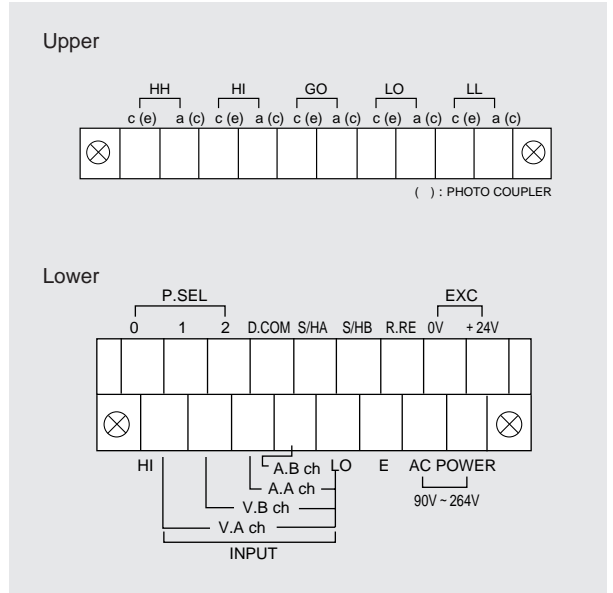 Upper
HH HI GO LO LL
c (e) a (c) c (e) a (c) c (e) a (c) c (e) a (c) c (e) a (c)
( ) : PHOTO COUPLER
Lower
P.SEL EXC
0 1 2 D.COM S/HA S/HB R.RE 0V + 24V
HI A.B ch LO E AC POWER
A.A ch 90V ~ 264V
V.B ch
V.A ch
INPUT